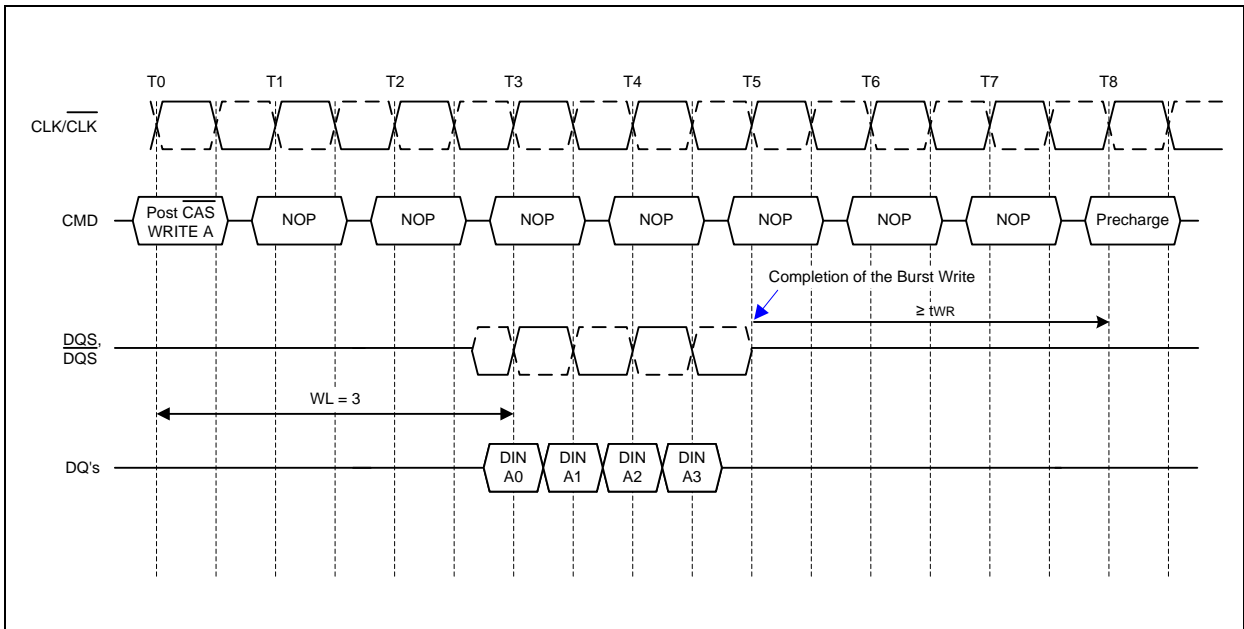 T0 T1 T2 T3 T4 T5 T6 T7 T8
CLK/CLK
CMD
Post CAS
WRITE A
NOP NOP NOP NOP NOP NOP NOP Precharge
Completion of the Burst Write
≥ tWR
DQS,
DQS
WL = 3
DQ's
DIN
A0
DIN
A1
DIN
A2
DIN
A3